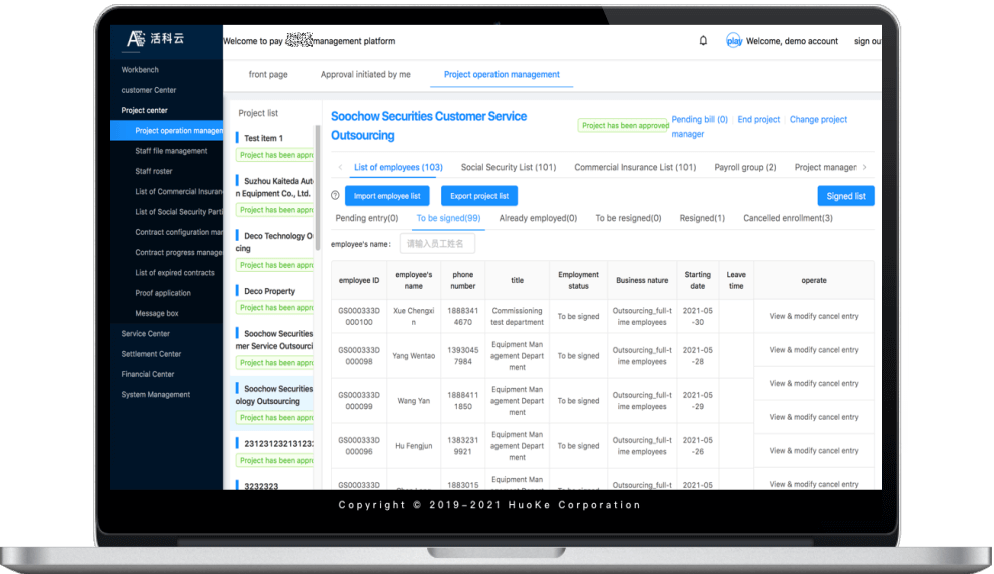 活科云
Welcome to pay management platform
play Welcome, demo account
sign ou
Workbench
customer Center
Project center
Project operation managen
Staff file management
Staff roster
List of Commercial Insuran
List of Social Security Parti
Contract configuration mar
Contract progress manage
List of expired contracts
Proof application
Message box
Service Center
Settlement Center
Financial Center
System Management
front page
Approval initiated by me
Project operation management
Project list
Test item 1
Project has been appro
Suzhou Kaiteda Aut
n Equipment Co., Ltd.
Project has been appro
Deco Technology O
cing
Project has been appro
Deco Property
Project has been appro
Soochow Securities
mer Service Outsourci
Project has been appro
Soochow Securities
ology Outsourcing
Project has been appro
231231232131232
Project has been appro
3232323
Soochow Securities Customer Service
Outsourcing
Project has been approved
Pending bill (0) End project Change project
manager
List of employees (103) Social Security List (101) Commercial Insurance List (101) Payroll group (2) Project manager
Import employee list Export project list Signed list
Pending entry(0) To be signed(99) Already employed(0) To be resigned(0) Resigned(1) Cancelled enrollment(3)
employee's name: 请输入员工姓名
employee ID employee's name phone number title Employment status Business nature Starting date Leave time operate
GS000333D000100 Xue Chengxin 18883414670 Commissioning test department To be signed Outsourcing_full-time employees 2021-05-30 View & modify cancel entry
GS000333D000098 Yang Wentao 13930457984 Equipment Management Department To be signed Outsourcing_full-time employees 2021-05-28 View & modify cancel entry
GS000333D000099 Wang Yan 18884111850 Equipment Management Department To be signed Outsourcing_full-time employees 2021-05-29 View & modify cancel entry
View & modify cancel entry
GS000333D000096 Hu Fengjun 13832319921 Equipment Management Department To be signed Outsourcing_full-time employees 2021-05-26 View & modify cancel entry
GS000333D 1883015 Equipment Man Outsourcing_full-t 2021-05 View & modify cancel entry
Copyright © 2019-2021 HuoKe Corporation